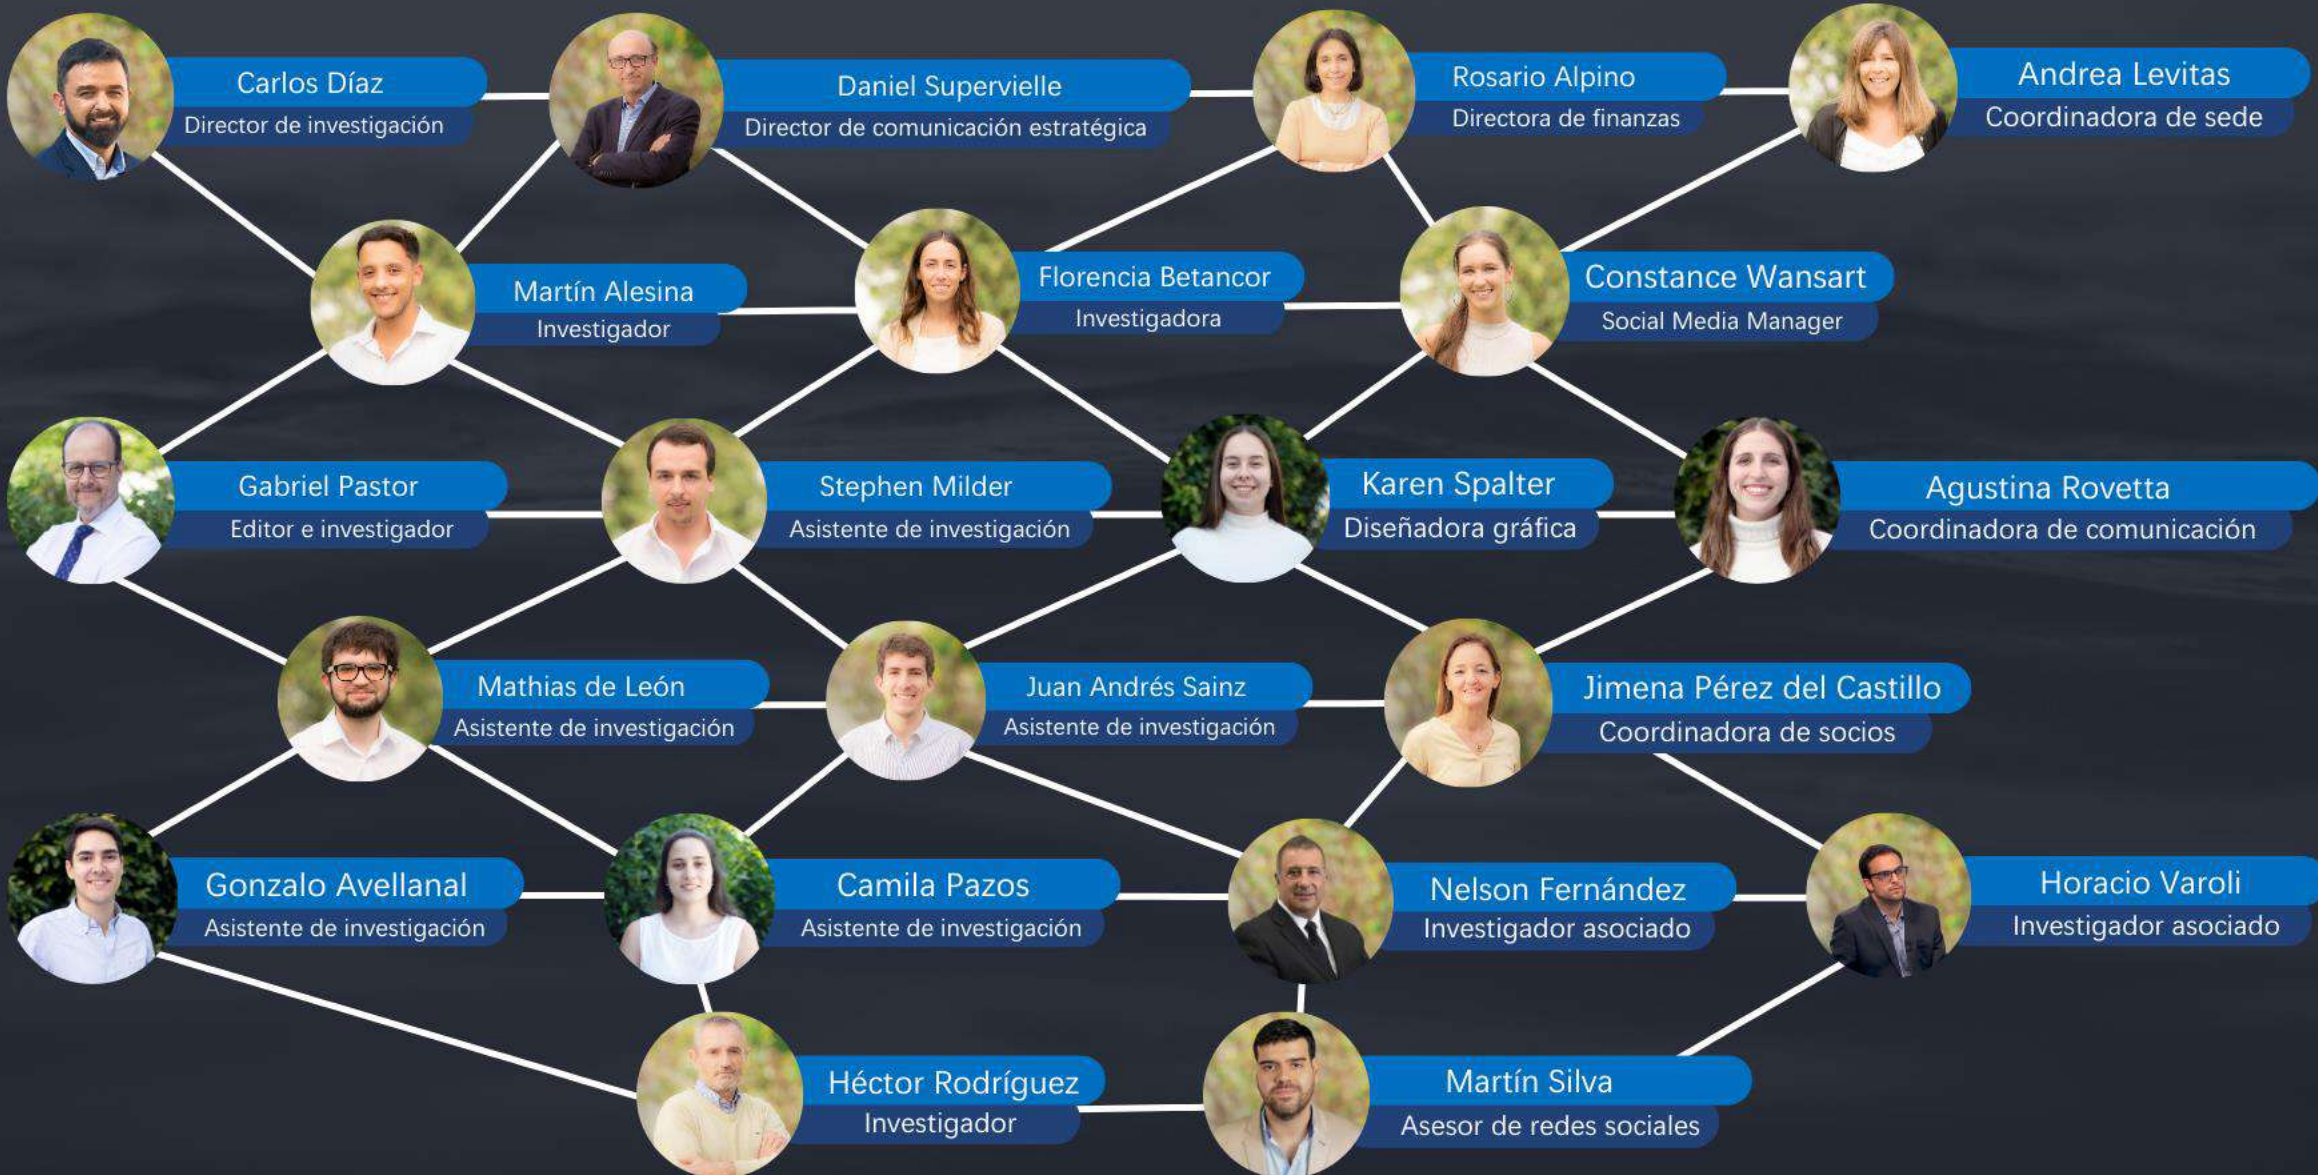 Carlos Díaz
Director de investigación
Daniel Supervielle
Director de comunicación estratégica
Rosario Alpino
Directora de finanzas
Andrea Levitas
Coordinadora de sede
Martín Alesina
Investigador
Florencia Betancor
Investigadora
Constance Wansart
Social Media Manager
Gabriel Pastor
Editor e investigador
Stephen Milder
Asistente de investigación
Karen Spalter
Diseñadora gráfica
Agustina Rovetta
Coordinadora de comunicación
Mathias de León
Asistente de investigación
Juan Andrés Sainz
Asistente de investigación
Jimena Pérez del Castillo
Coordinadora de socios
Gonzalo Avellanal
Asistente de investigación
Camila Pazos
Asistente de investigación
Nelson Fernández
Investigador asociado
Horacio Varoli
Investigador asociado
Héctor Rodríguez
Investigador
Martín Silva
Asesor de redes sociales